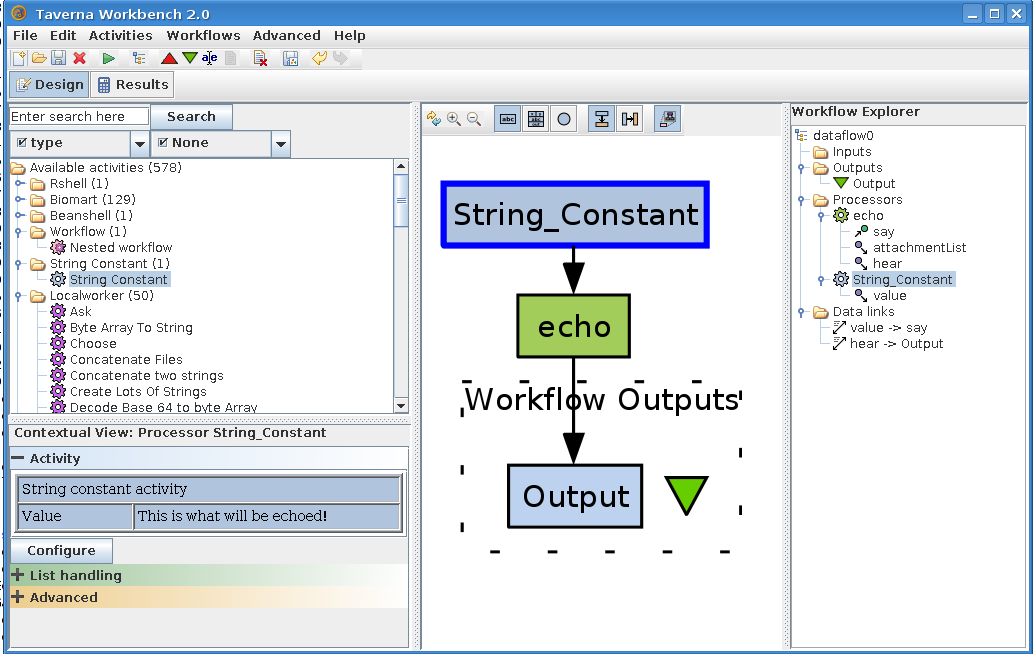 Taverna Workbench 2.0
File Edit Activities Workflows Advanced Help
Design Results
Enter search here Search
type None
Available activities (578)
Rshell (1)
Biomart (129)
Beanshell (1)
Workflow (1)
Nested workflow
String Constant (1)
String Constant
Localworker (50)
Ask
Byte Array To String
Choose
Concatenate Files
Concatenate two strings
Create Lots Of Strings
Decode Base 64 to byte Array
Contextual View: Processor String_Constant
Activity
String constant activity
Value This is what will be echoed!
Configure
List handling
Advanced
String_Constant
echo
Workflow Outputs
Output
Workflow Explorer
dataflow0
Inputs
Outputs
Output
Processors
echo
say
attachmentList
hear
String_Constant
value
Data links
value -> say
hear -> Output